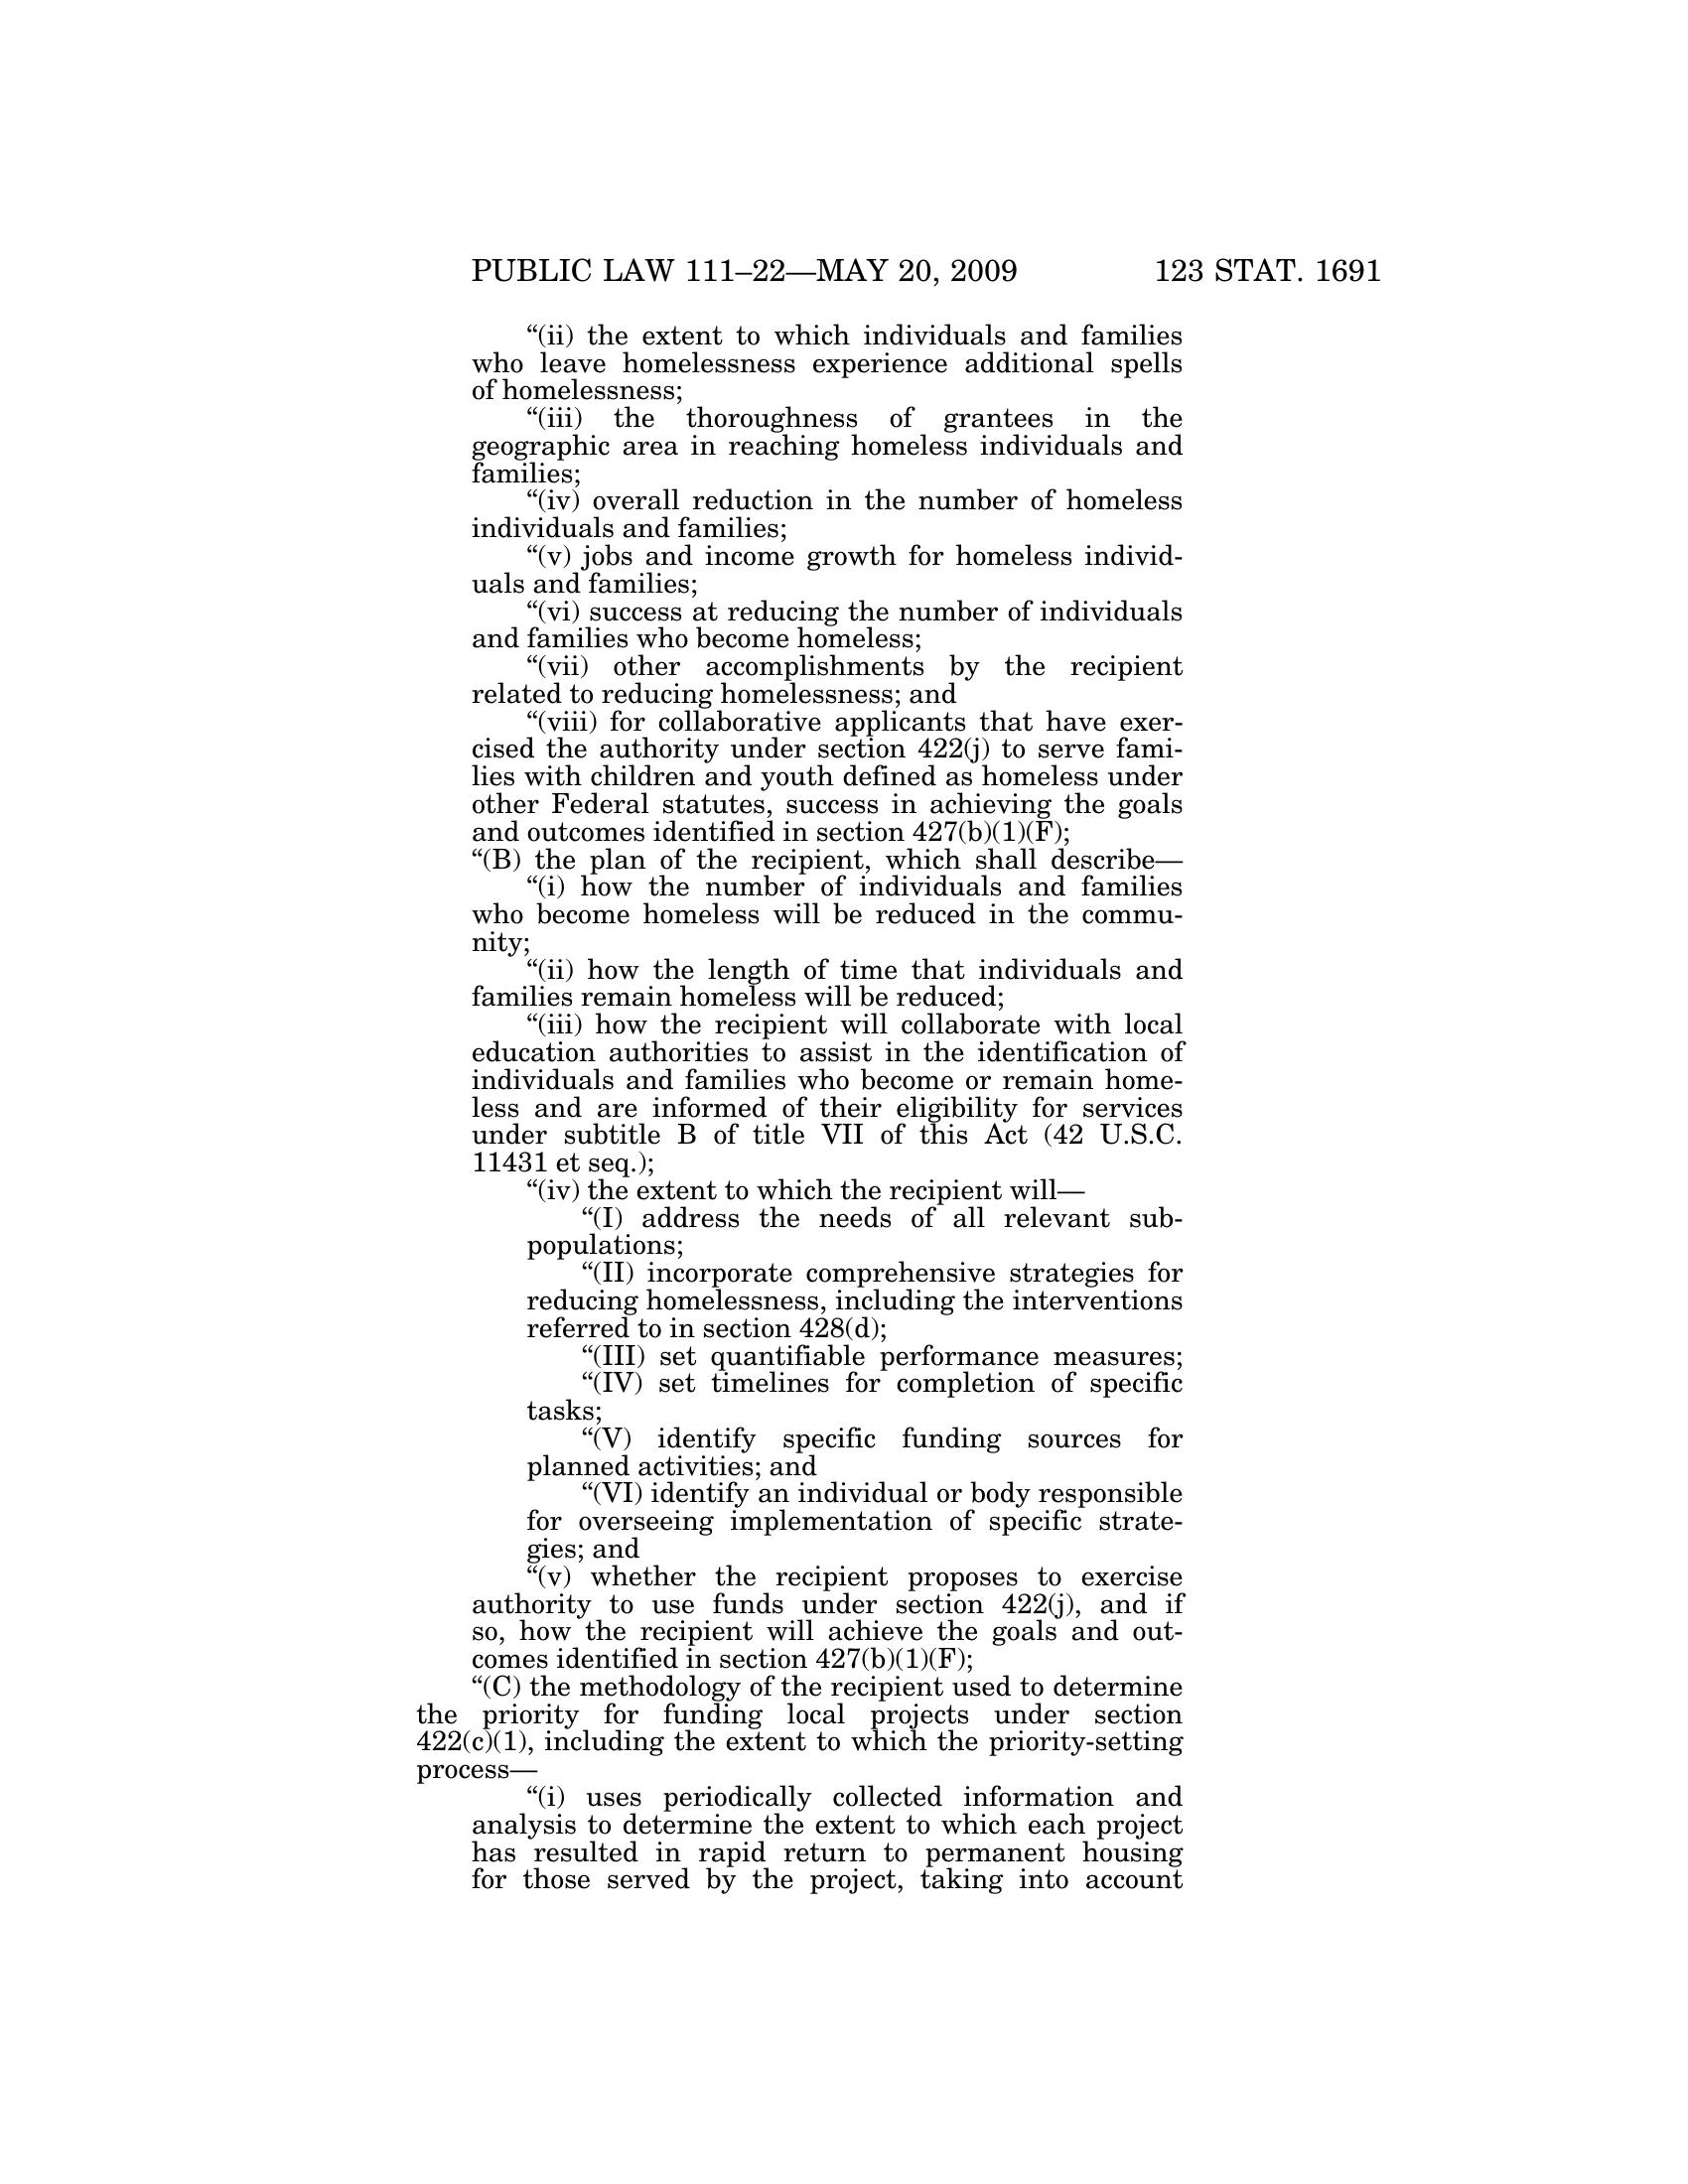 PUBLIC LAW 111–22—MAY 20, 2009 123 STAT. 1691
“(ii) the extent to which individuals and families
who leave homelessness experience additional spells
of homelessness;
“(iii) the thoroughness of grantees in the
geographic area in reaching homeless individuals and
families;
“(iv) overall reduction in the number of homeless
individuals and families;
“(v) jobs and income growth for homeless individ-
uals and families;
“(vi) success at reducing the number of individuals
and families who become homeless;
“(vii) other accomplishments by the recipient
related to reducing homelessness; and
“(viii) for collaborative applicants that have exer-
cised the authority under section 422(j) to serve fami-
lies with children and youth defined as homeless under
other Federal statutes, success in achieving the goals
and outcomes identified in section 427(b)(1)(F);
“(B) the plan of the recipient, which shall describe—
“(i) how the number of individuals and families
who become homeless will be reduced in the commu-
nity;
“(ii) how the length of time that individuals and
families remain homeless will be reduced;
“(iii) how the recipient will collaborate with local
education authorities to assist in the identification of
individuals and families who become or remain home-
less and are informed of their eligibility for services
under subtitle B of title VII of this Act (42 U.S.C.
11431 et seq.);
“(iv) the extent to which the recipient will—
“(I) address the needs of all relevant sub-
populations;
“(II) incorporate comprehensive strategies for
reducing homelessness, including the interventions
referred to in section 428(d);
“(III) set quantifiable performance measures;
“(IV) set timelines for completion of specific
tasks;
“(V) identify specific funding sources for
planned activities; and
“(VI) identify an individual or body responsible
for overseeing implementation of specific strate-
gies; and
“(v) whether the recipient proposes to exercise
authority to use funds under section 422(j), and if
so, how the recipient will achieve the goals and out-
comes identified in section 427(b)(1)(F);
“(C) the methodology of the recipient used to determine
the priority for funding local projects under section
422(c)(1), including the extent to which the priority-setting
process—
“(i) uses periodically collected information and
analysis to determine the extent to which each project
has resulted in rapid return to permanent housing
for those served by the project, taking into account